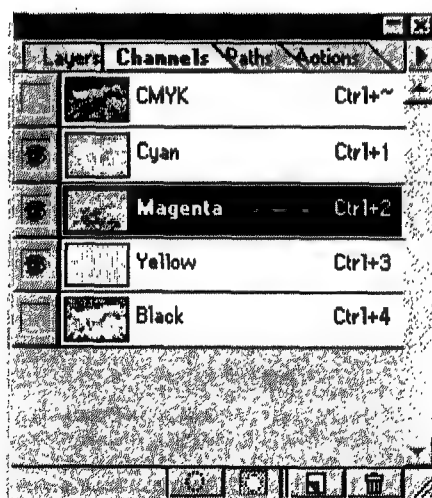 Layers Channels Paths Actions
CMYK Ctrl+~
Cyan Ctrl+1
Magenta Ctrl+2
Yellow Ctrl+3
Black Ctrl+4